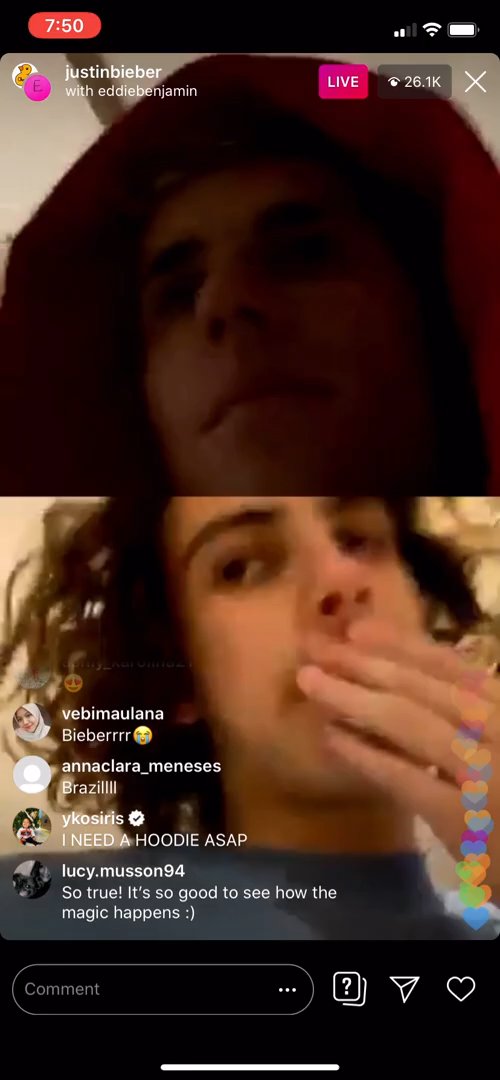 7:50
justinbieber
with eddiebenjamin
LIVE
26.1K
E
😍
vebimaulana
Bieberrrr😭
annaclara_meneses
Brazillll
ykosiris
I NEED A HOODIE ASAP
lucy.musson94
So true! It's so good to see how the
magic happens :)
Comment